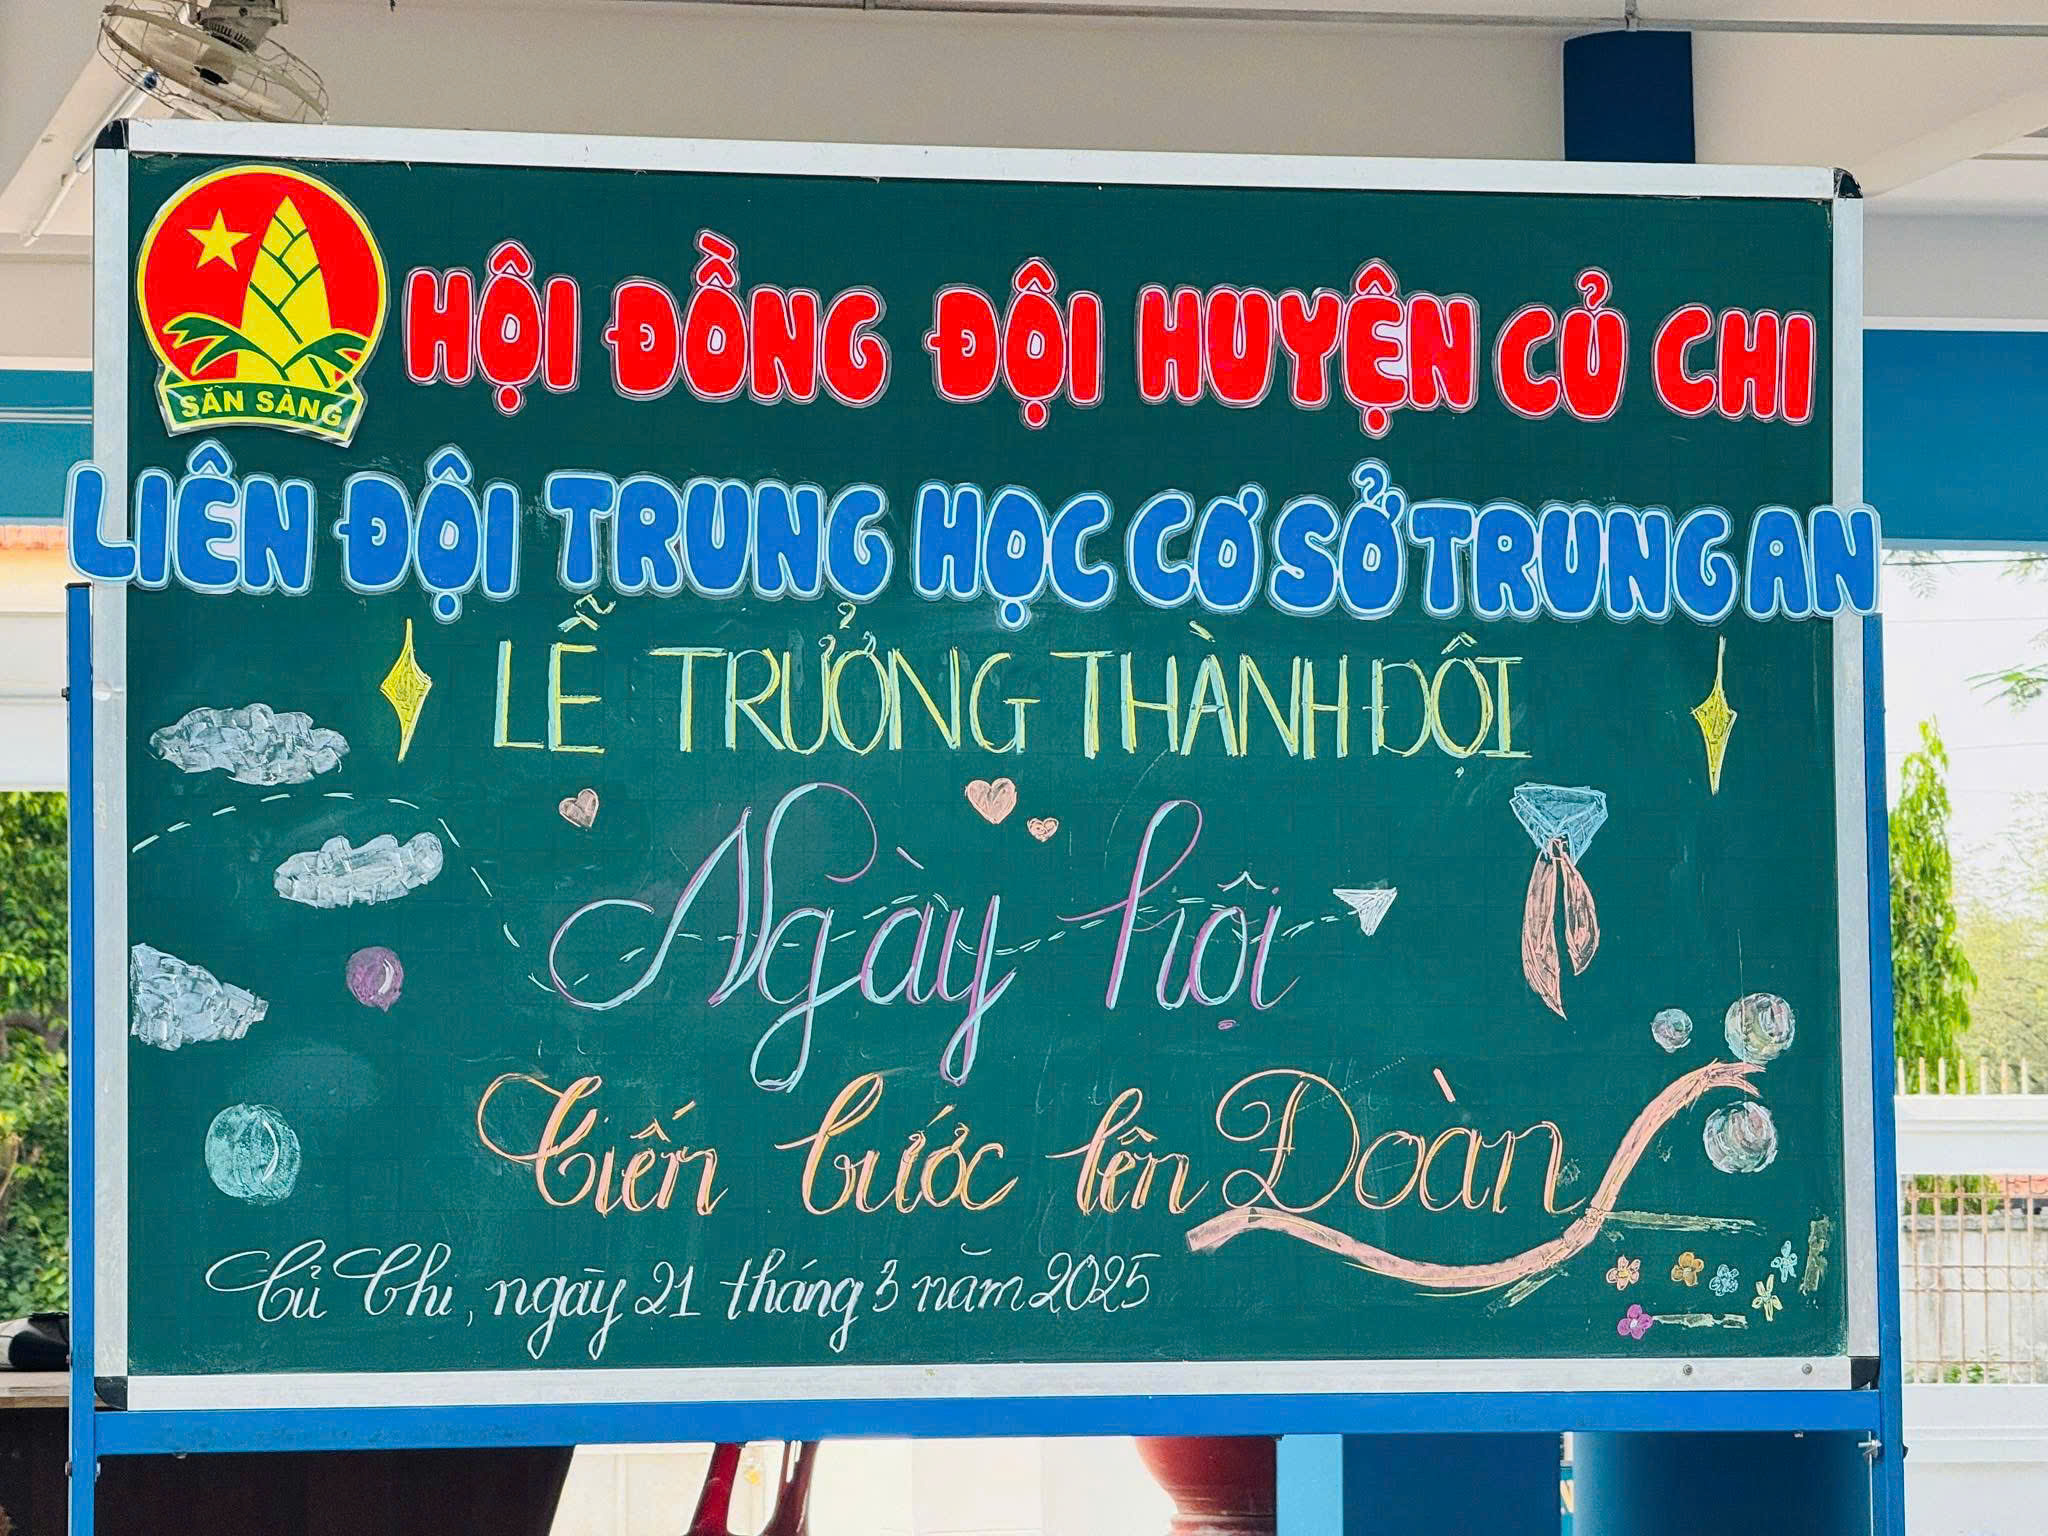 SẴN SÀNG
HỘI ĐỒNG ĐỘI HUYỆN CỦ CHI
LIÊN ĐỘI TRUNG HỌC CƠ SỞ TRUNG AN
LỄ TRƯỞNG THÀNH ĐỘI
Ngày hội
Tiến bước lên Đoàn
Củ Chi, ngày 21 tháng 3 năm 2025